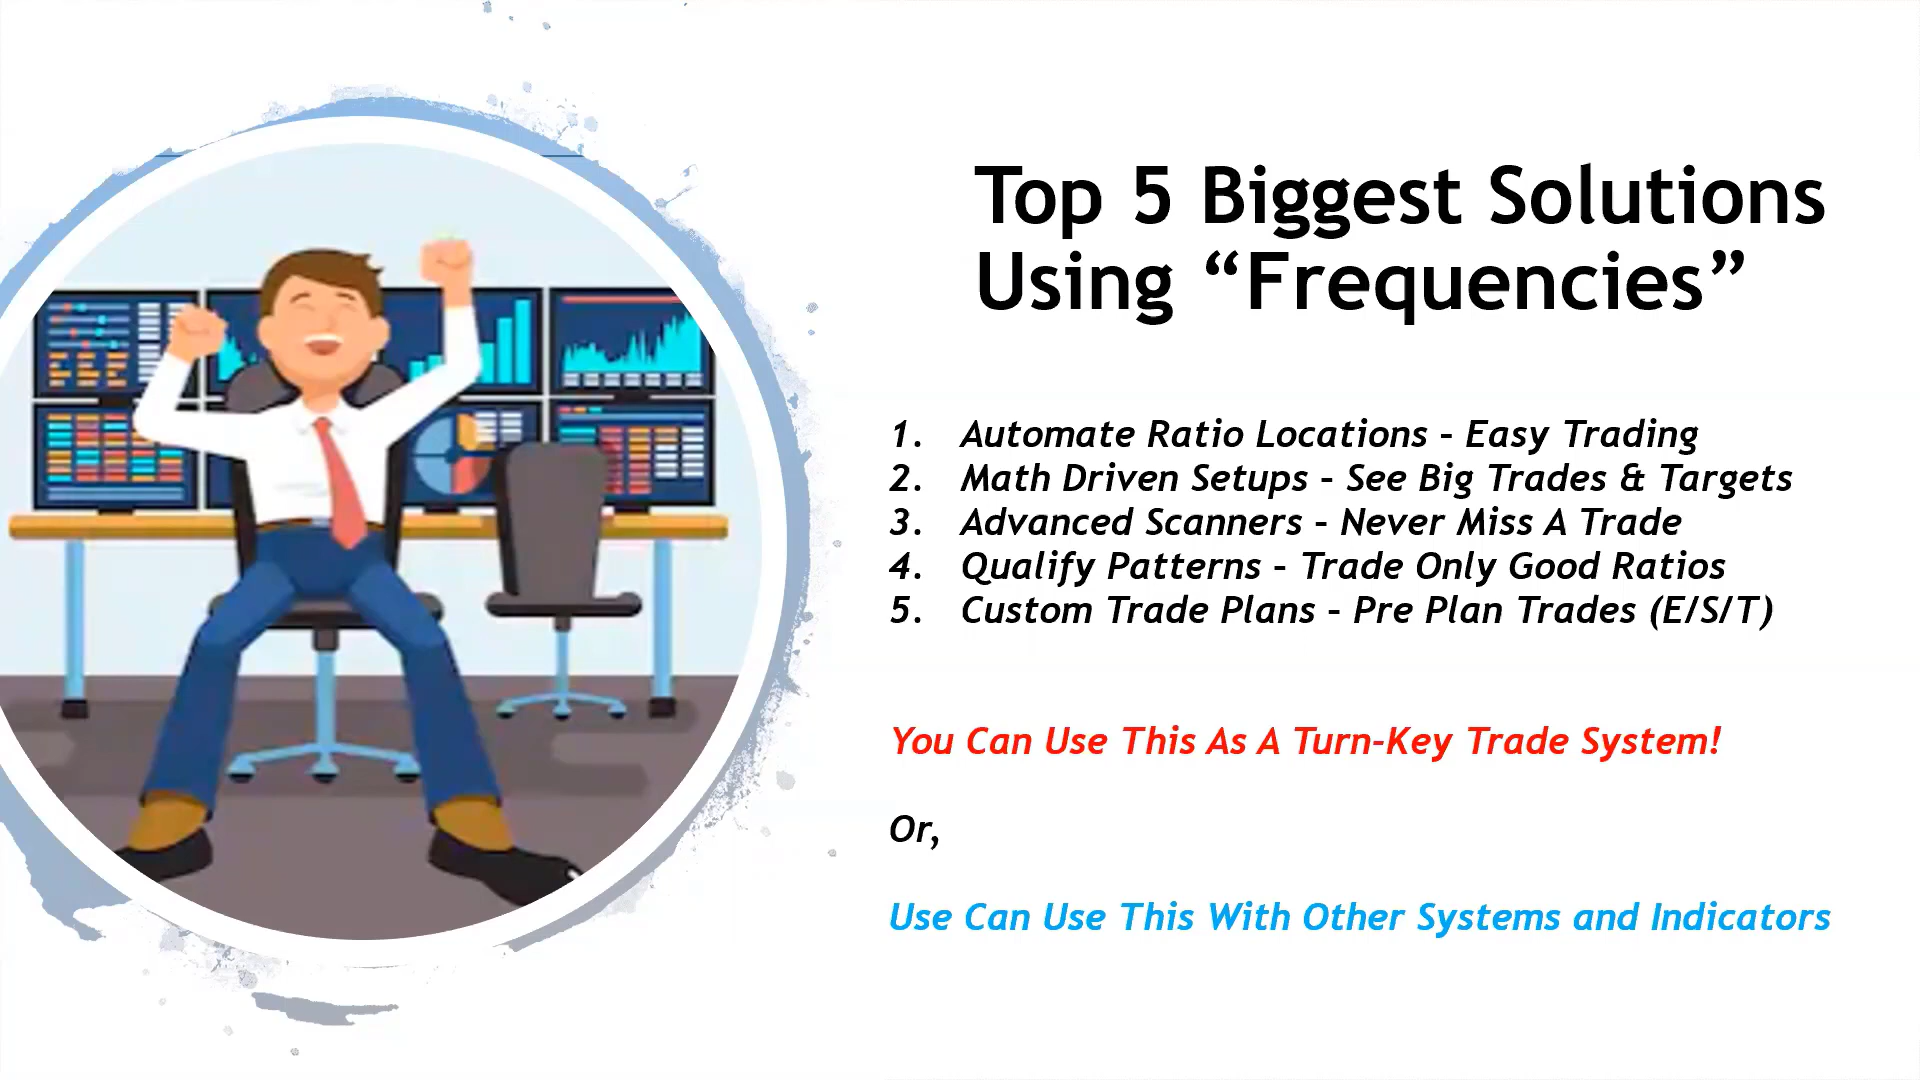 Top 5 Biggest Solutions
Using “Frequencies”
1. Automate Ratio Locations – Easy Trading
2. Math Driven Setups – See Big Trades & Targets
3. Advanced Scanners – Never Miss A Trade
4. Qualify Patterns – Trade Only Good Ratios
5. Custom Trade Plans – Pre Plan Trades (E/S/T)
You Can Use This As A Turn-Key Trade System!
Or,
Use Can Use This With Other Systems and Indicators